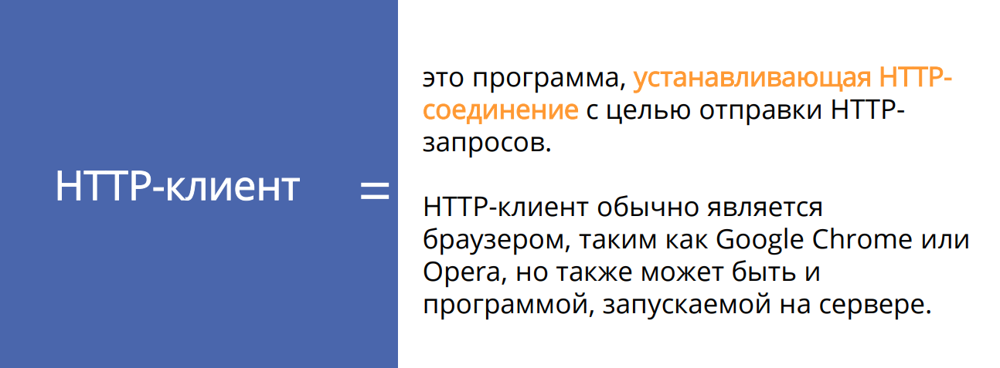 HTTP-клиент =
это программа, устанавливающая HTTP-
соединение с целью отправки HTTP-
запросов.
HTTP-клиент обычно является
браузером, таким как Google Chrome или
Opera, но также может быть и
программой, запускаемой на сервере.